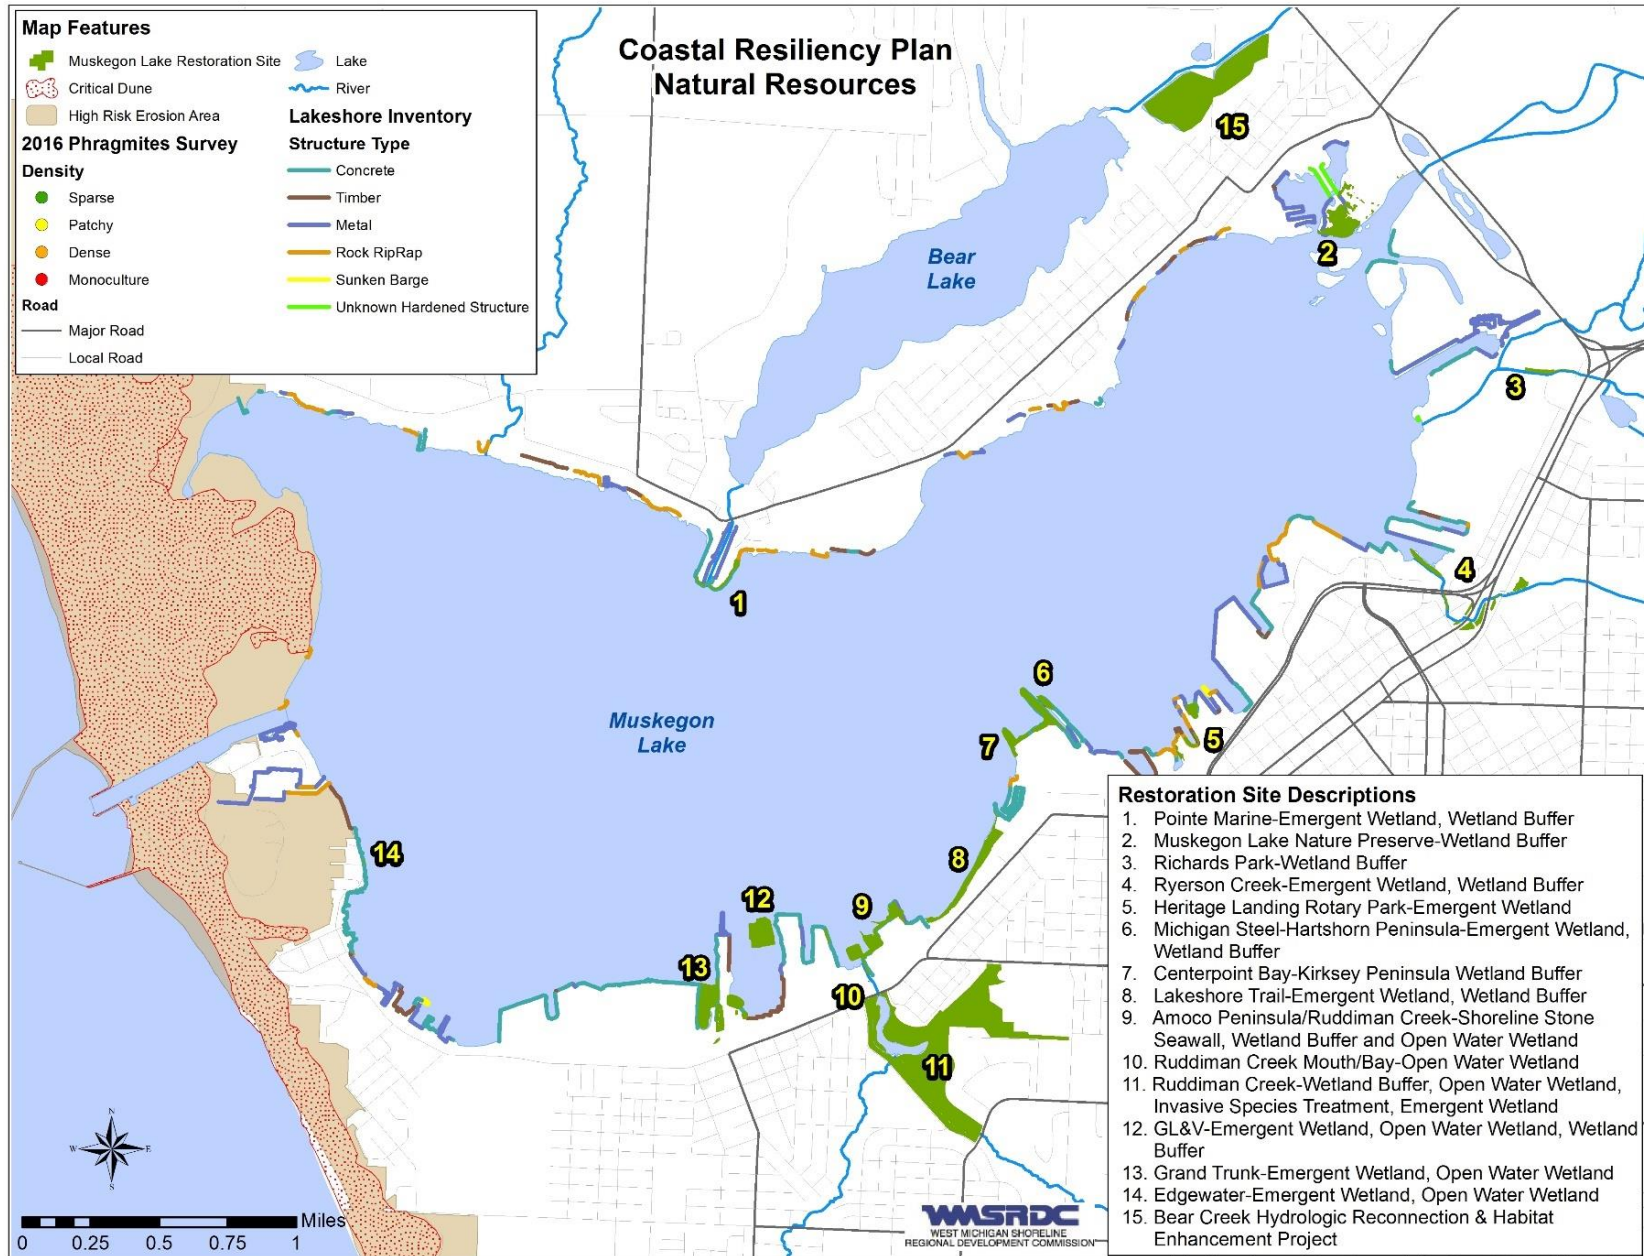 Coastal Resiliency Plan
Natural Resources
Map Features
Muskegon Lake Restoration Site
Critical Dune
High Risk Erosion Area
2016 Phragmites Survey
Density
Sparse
Patchy
Dense
Monoculture
Road
Major Road
Local Road
Lake
River
Lakeshore Inventory
Structure Type
Concrete
Timber
Metal
Rock RipRap
Sunken Barge
Unknown Hardened Structure
15
2
Bear
Lake
3
4
1
6
Muskegon
Lake
7
5
14
8
12
9
13
10
11
Restoration Site Descriptions
1. Pointe Marine-Emergent Wetland, Wetland Buffer
2. Muskegon Lake Nature Preserve-Wetland Buffer
3. Richards Park-Wetland Buffer
4. Ryerson Creek-Emergent Wetland, Wetland Buffer
5. Heritage Landing Rotary Park-Emergent Wetland
6. Michigan Steel-Hartshorn Peninsula-Emergent Wetland,
Wetland Buffer
7. Centerpoint Bay-Kirksey Peninsula Wetland Buffer
8. Lakeshore Trail-Emergent Wetland, Wetland Buffer
9. Amoco Peninsula/Ruddiman Creek-Shoreline Stone
Seawall, Wetland Buffer and Open Water Wetland
10. Ruddiman Creek Mouth/Bay-Open Water Wetland
11. Ruddiman Creek-Wetland Buffer, Open Water Wetland,
Invasive Species Treatment, Emergent Wetland
12. GL&V-Emergent Wetland, Open Water Wetland, Wetland
Buffer
13. Grand Trunk-Emergent Wetland, Open Water Wetland
14. Edgewater-Emergent Wetland, Open Water Wetland
15. Bear Creek Hydrologic Reconnection & Habitat
Enhancement Project
N
W E
S
Miles
0 0.25 0.5 0.75 1
WMSRDC
WEST MICHIGAN SHORELINE
REGIONAL DEVELOPMENT COMMISSION